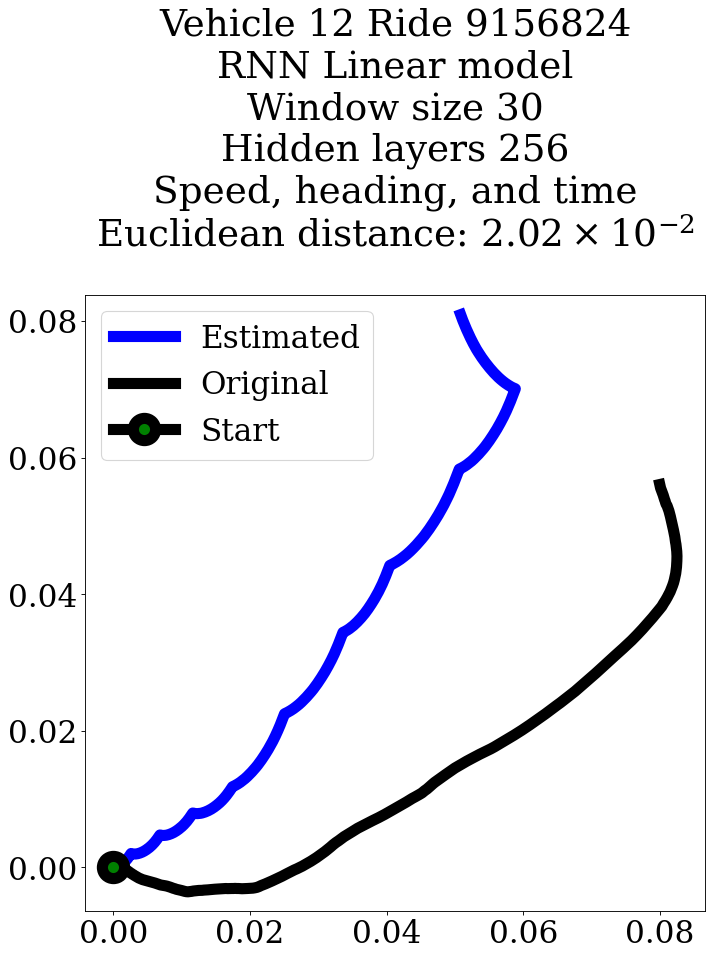 Vehicle 12 Ride 9156824
RNN Linear model
Window size 30
Hidden layers 256
Speed, heading, and time
Euclidean distance: 2.02 × 10⁻²
Estimated
Original
Start
0.08
0.06
0.04
0.02
0.00
0.00 0.02 0.04 0.06 0.08